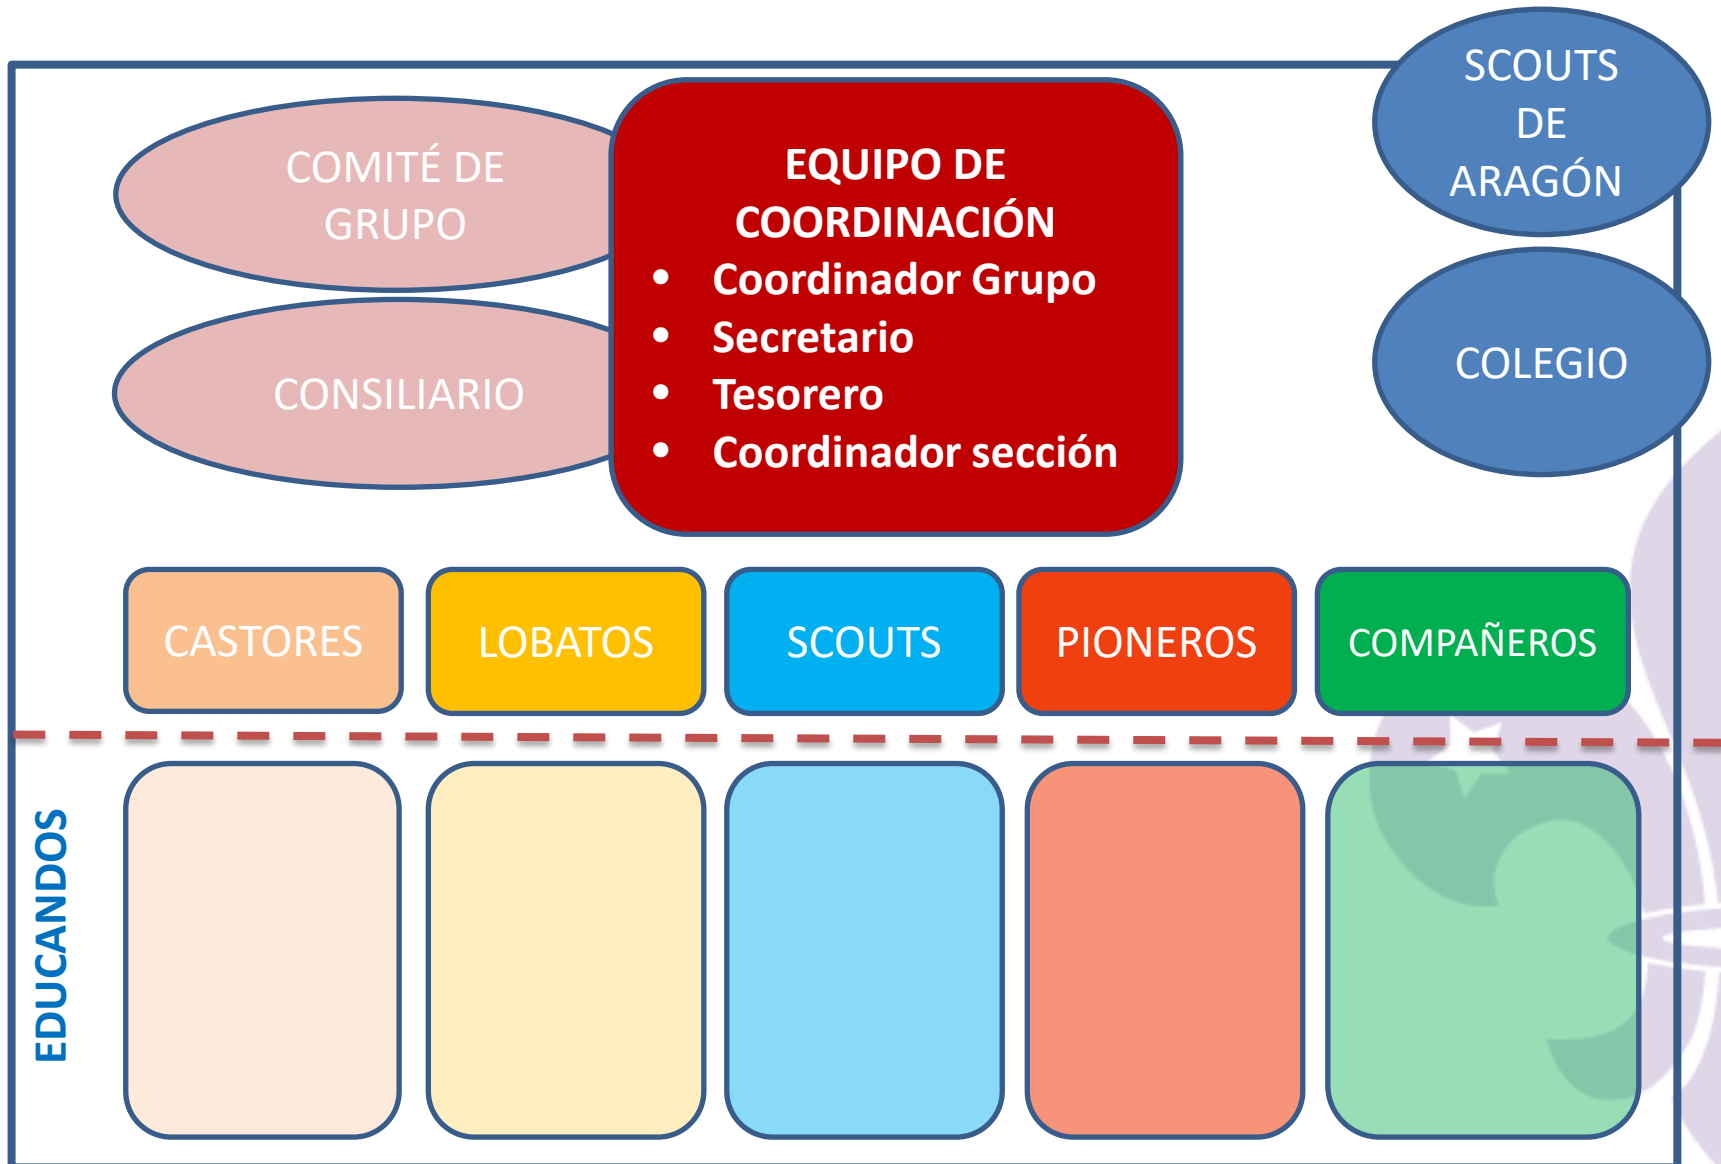 COMITÉ DE
GRUPO
CONSILIARIO
EQUIPO DE
COORDINACIÓN
• Coordinador Grupo
• Secretario
• Tesorero
• Coordinador sección
SCOUTS
DE
ARAGÓN
COLEGIO
CASTORES
LOBATOS
SCOUTS
PIONEROS
COMPAÑEROS
EDUCANDOS